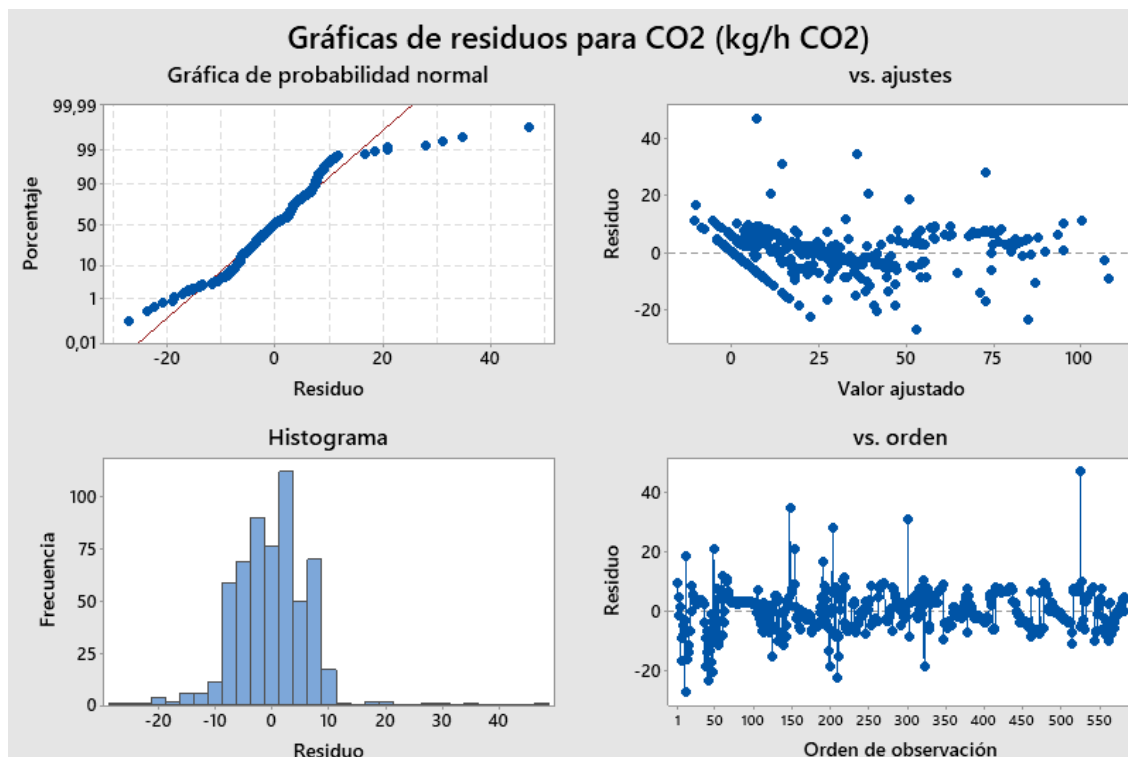 Gráficas de residuos para CO2 (kg/h CO2)
Gráfica de probabilidad normal
99,99
99
90
50
10
1
0,01
Porcentaje
-20 0 20 40
Residuo
vs. ajustes
40
20
0
-20
Residuo
0 25 50 75 100
Valor ajustado
Histograma
100
75
50
25
0
Frecuencia
-20 -10 0 10 20 30 40
Residuo
vs. orden
40
20
0
-20
Residuo
1 50 100 150 200 250 300 350 400 450 500 550
Orden de observación